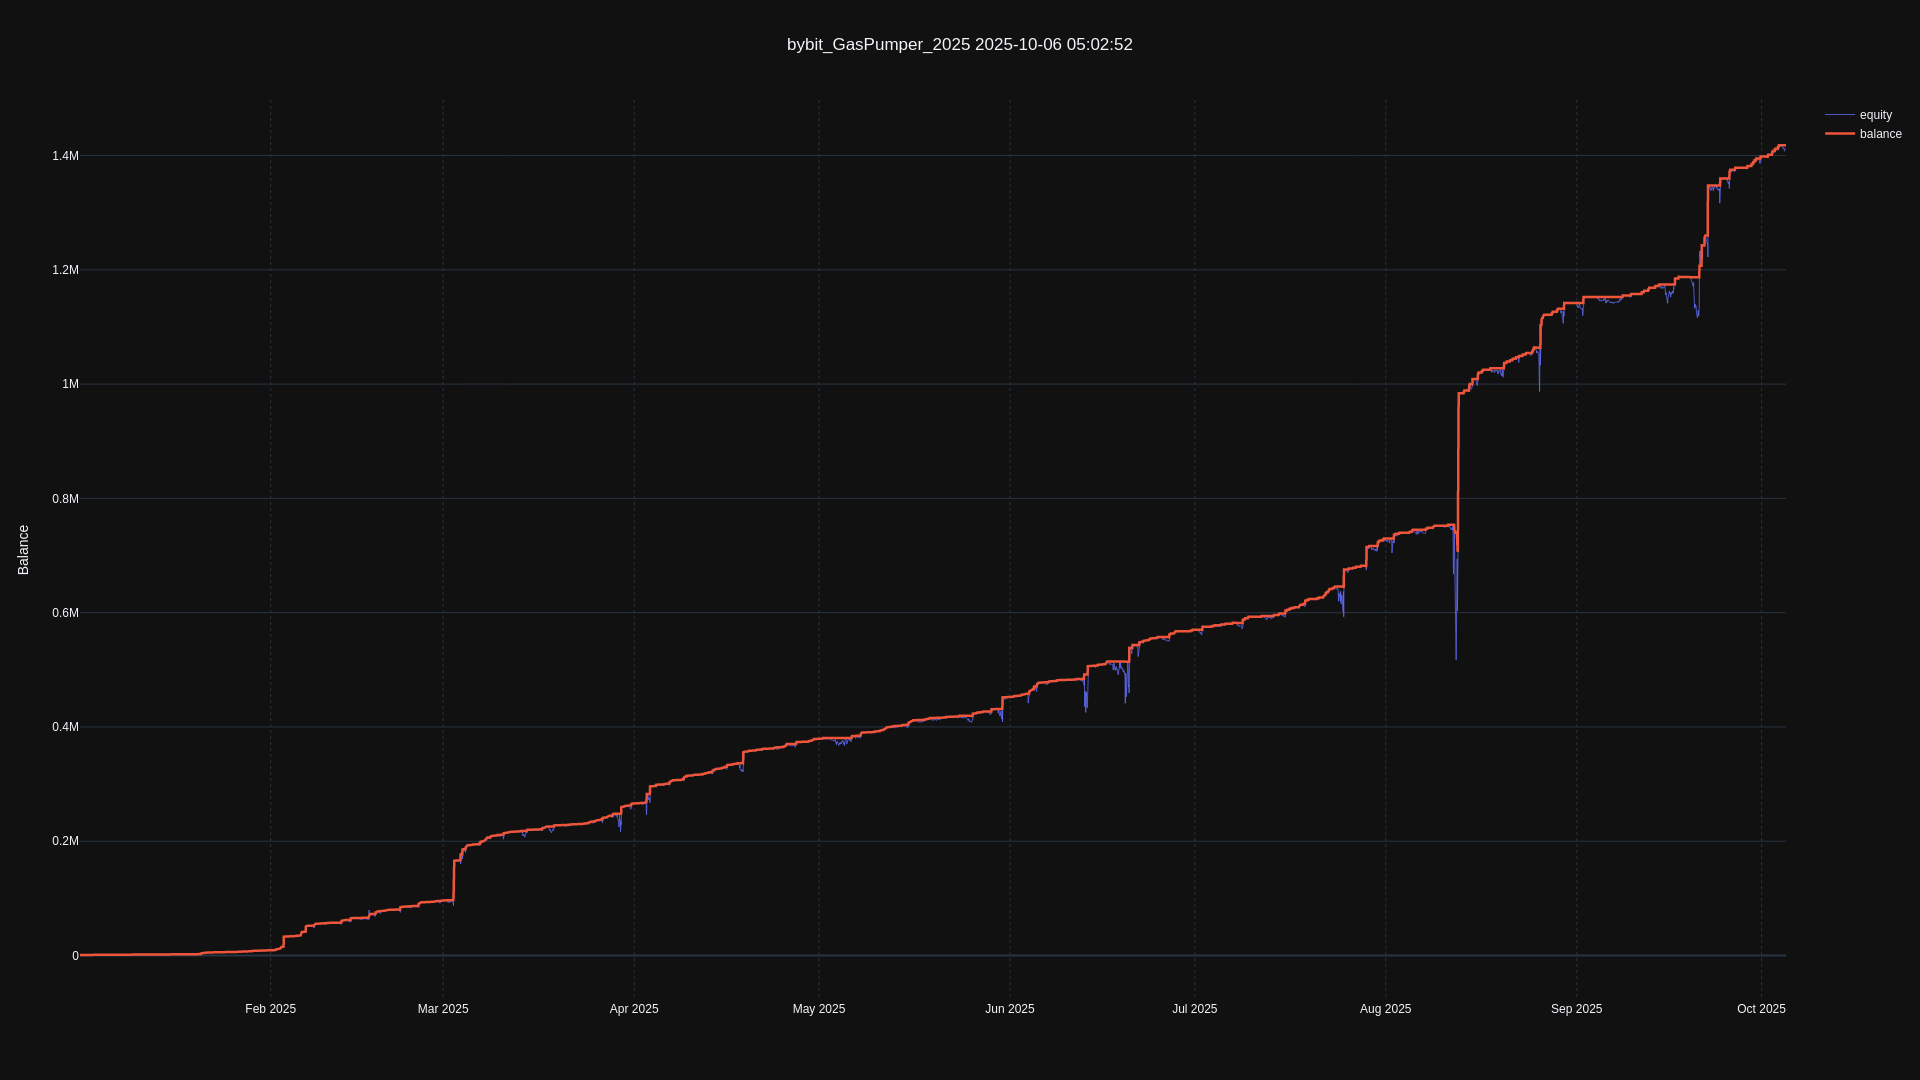 bybit_GasPumper_2025 2025-10-06 05:02:52
equity
balance
1.4M
1.2M
1M
0.8M
0.6M
0.4M
0.2M
0
Balance
Feb 2025
Mar 2025
Apr 2025
May 2025
Jun 2025
Jul 2025
Aug 2025
Sep 2025
Oct 2025